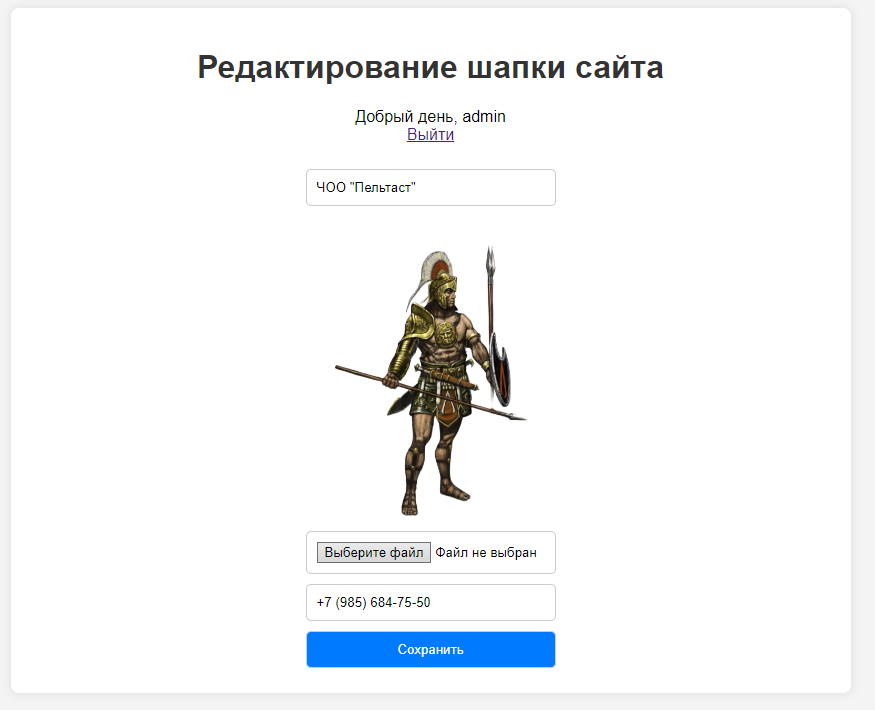 Редактирование шапки сайта
Добрый день, admin
Выйти
ЧОО "Пельтаст"
Выберите файл Файл не выбран
+7 (985) 684-75-50
Сохранить